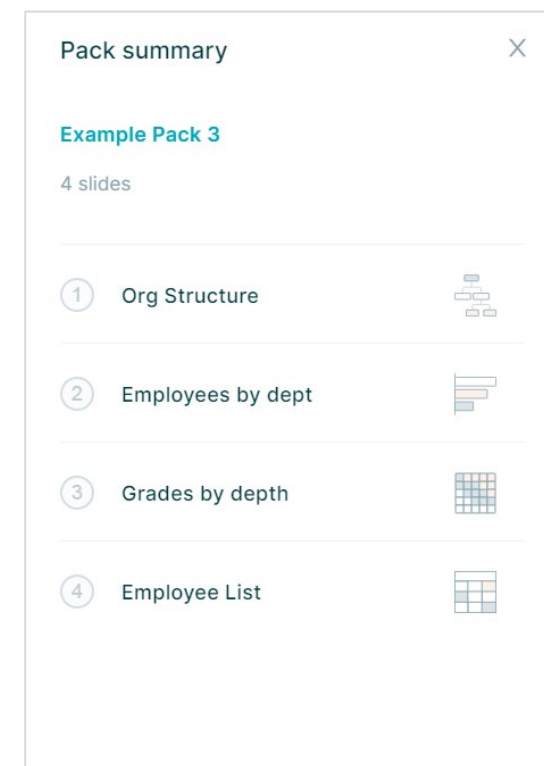 Pack summary
Example Pack 3
4 slides
1 Org Structure
2 Employees by dept
3 Grades by depth
4 Employee List